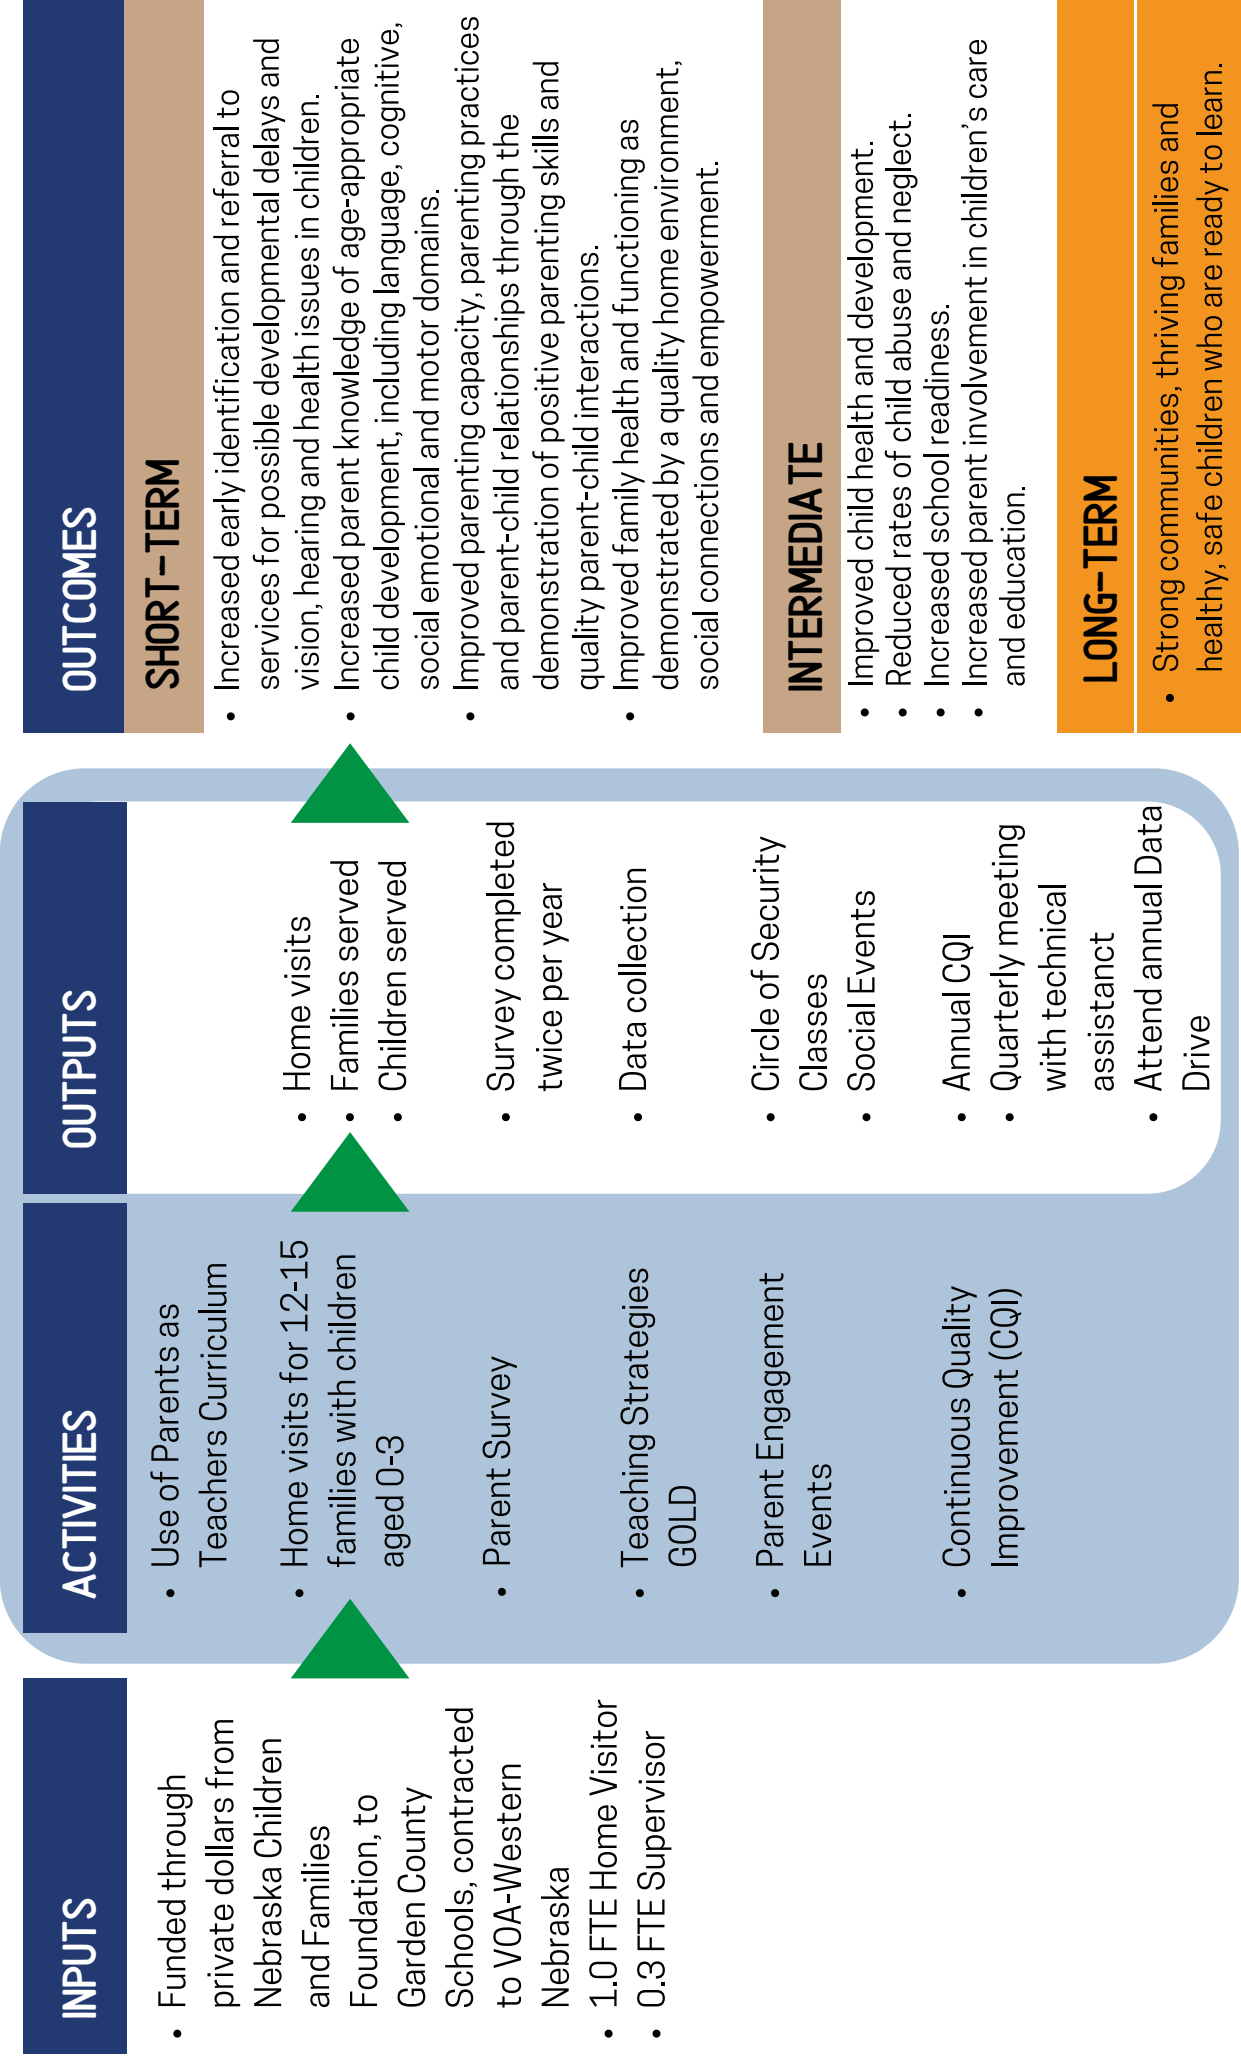 INPUTS
• Funded through
private dollars from
Nebraska Children
and Families
Foundation, to
Garden County
Schools, contracted
to VOA-Western
Nebraska
• 1.0 FTE Home Visitor
• 0.3 FTE Supervisor
ACTIVITIES
• Use of Parents as
Teachers Curriculum
• Home visits for 12-15
families with children
aged 0-3
• Parent Survey
• Teaching Strategies
GOLD
• Parent Engagement
Events
• Continuous Quality
Improvement (CQI)
OUTPUTS
• Home visits
• Families served
• Children served
• Survey completed
twice per year
• Data collection
• Circle of Security
Classes
• Social Events
• Annual CQI
• Quarterly meeting
with technical
assistanct
• Attend annual Data
Drive
OUTCOMES
SHORT-TERM
• Increased early identification and referral to
services for possible developmental delays and
vision, hearing and health issues in children.
• Increased parent knowledge of age-appropriate
child development, including language, cognitive,
social emotional and motor domains.
• Improved parenting capacity, parenting practices
and parent-child relationships through the
demonstration of positive parenting skills and
quality parent-child interactions.
• Improved family health and functioning as
demonstrated by a quality home environment,
social connections and empowerment.
INTERMEDIATE
• Improved child health and development.
• Reduced rates of child abuse and neglect.
• Increased school readiness.
• Increased parent involvement in children's care
and education.
LONG-TERM
• Strong communities, thriving families and
healthy, safe children who are ready to learn.